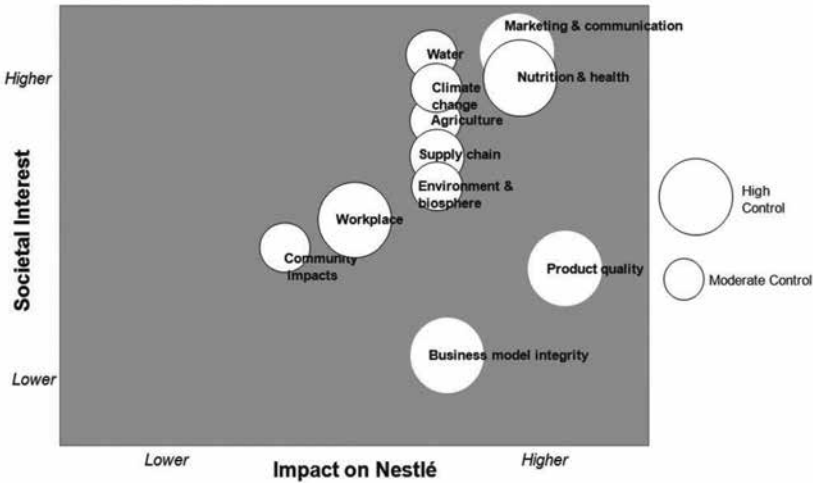 Marketing & communication
Water
Higher
Nutrition & health
Climate
change
Agriculture
Supply chain
Environment &
biosphere
High
Control
Workplace
Societal Interest
Community
impacts
Product quality
Moderate Control
Business model integrity
Lower
Lower
Higher
Impact on Nestlé